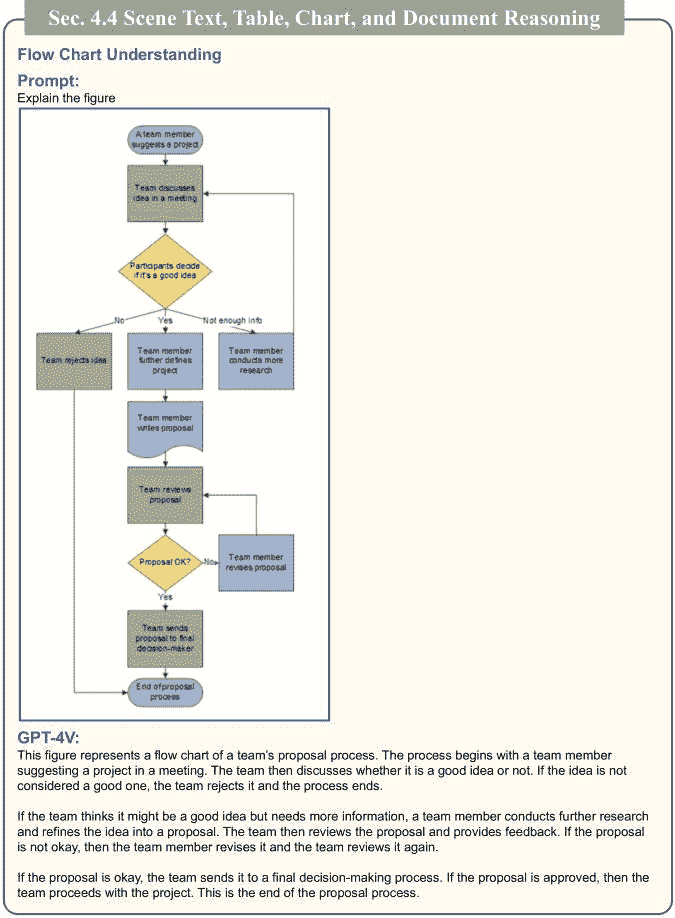 Sec. 4.4 Scene Text, Table, Chart, and Document Reasoning
Flow Chart Understanding
Prompt:
Explain the figure
A team member
suggests a project
Team discusses
idea in a meeting
Participants decide
if it's a good idea
No
Yes
Not enough info
Team rejects idea
Team member
further defines
project
Team member
conducts more
research
Team member
writes proposal
Team reviews
proposal
Proposal OK?
No
Team member
revises proposal
Yes
Team sends
proposal to final
decision-maker
End of proposal
process
GPT-4V:
This figure represents a flow chart of a team's proposal process. The process begins with a team member
suggesting a project in a meeting. The team then discusses whether it is a good idea or not. If the idea is not
considered a good one, the team rejects it and the process ends.
If the team thinks it might be a good idea but needs more information, a team member conducts further research
and refines the idea into a proposal. The team then reviews the proposal and provides feedback. If the proposal
is not okay, then the team member revises it and the team reviews it again.
If the proposal is okay, the team sends it to a final decision-making process. If the proposal is approved, then the
team proceeds with the project. This is the end of the proposal process.